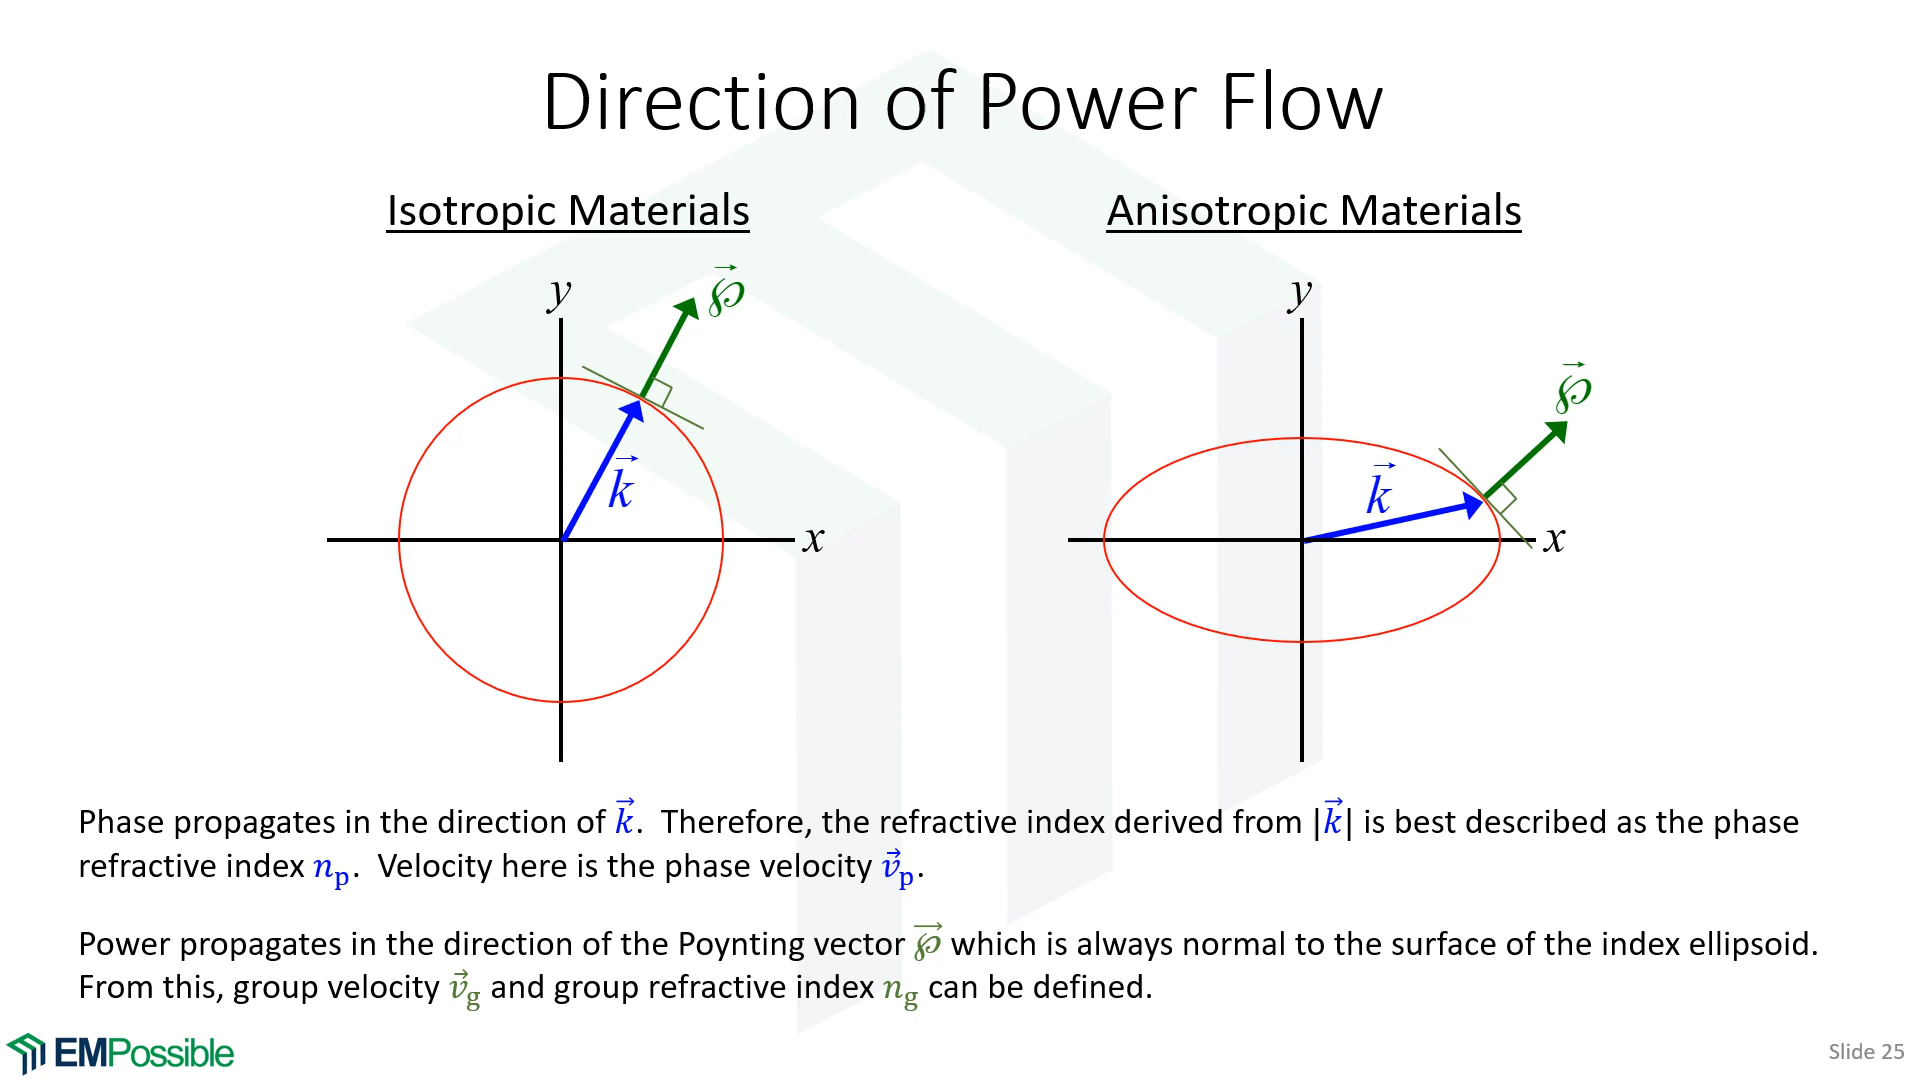 Direction of Power Flow
Isotropic Materials
Anisotropic Materials
y
℘⃗
k⃗
x
y
℘⃗
k⃗
x
Phase propagates in the direction of k⃗. Therefore, the refractive index derived from |k⃗| is best described as the phase
refractive index nₚ. Velocity here is the phase velocity v⃗ₚ.
Power propagates in the direction of the Poynting vector ℘⃗ which is always normal to the surface of the index ellipsoid.
From this, group velocity v⃗_g and group refractive index n_g can be defined.
EMPossible
Slide 25